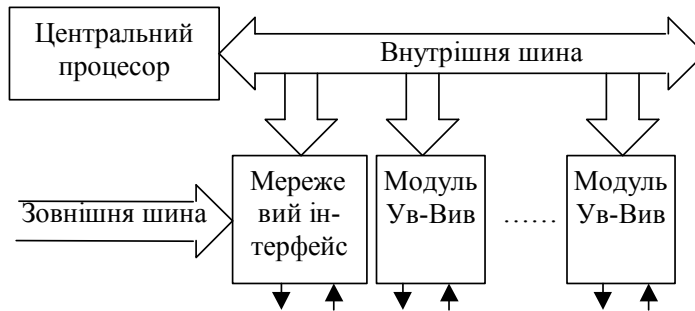 Центральний
процесор
Внутрішня шина
Зовнішня шина
Мереже
вий ін-
терфейс
Модуль
Ув-Вив
……
Модуль
Ув-Вив